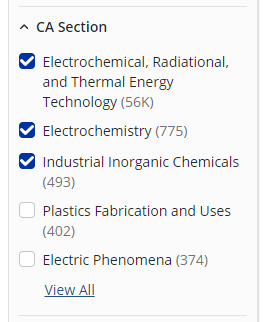 CA Section
Electrochemical, Radiational,
and Thermal Energy
Technology (56K)
Electrochemistry (775)
Industrial Inorganic Chemicals
(493)
Plastics Fabrication and Uses
(402)
Electric Phenomena (374)
View All